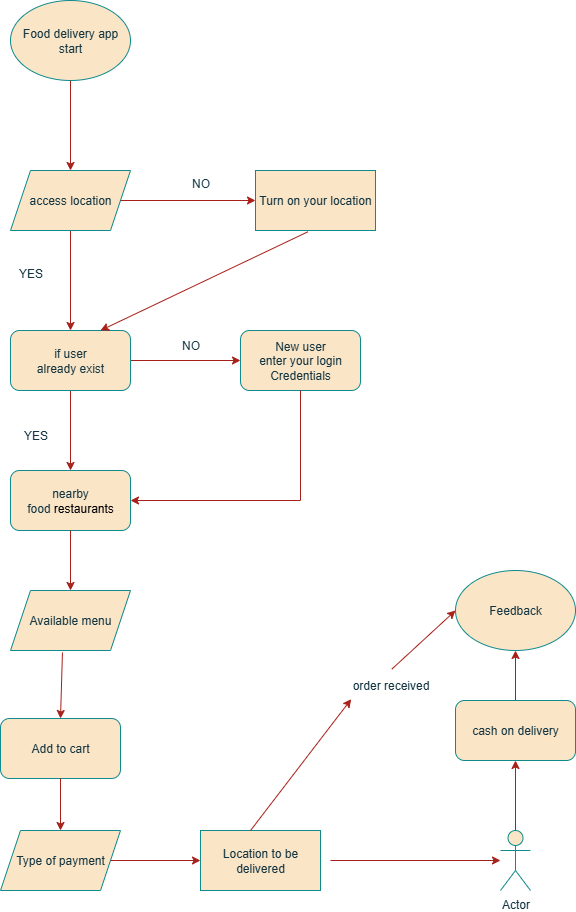 Food delivery app
start
access location
NO
Turn on your location
YES
if user
already exist
NO
New user
enter your login
Credentials
YES
nearby
food restaurants
Available menu
Feedback
order received
Add to cart
cash on delivery
Type of payment
Location to be
delivered
Actor